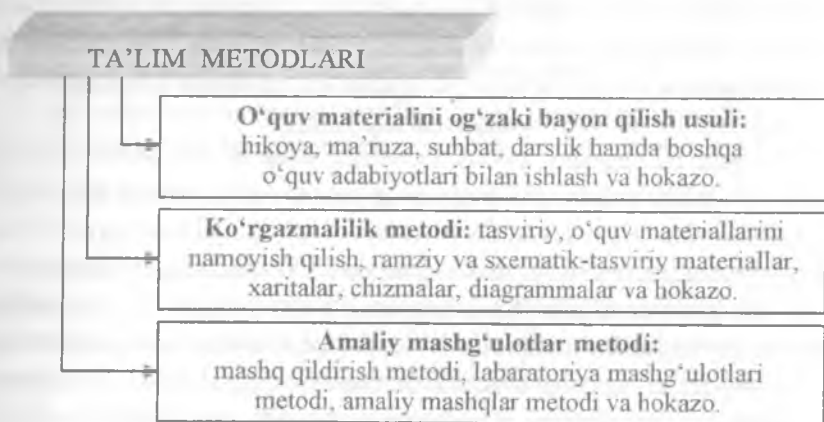 TA’LIM METODLARI
O‘quv materialini og‘zaki bayon qilish usuli:
hikoya, ma’ruza, suhbat, darslik hamda boshqa
o‘quv adabiyotlari bilan ishlash va hokazo.
Ko‘rgazmalilik metodi: tasviriy, o‘quv materiallarini
namoyish qilish, ramziy va sxematik-tasviriy materiallar,
xaritalar, chizmalar, diagrammalar va hokazo.
Amaliy mashg‘ulotlar metodi:
mashq qildirish metodi, labaratoriya mashg‘ulotlari
metodi, amaliy mashqlar metodi va hokazo.